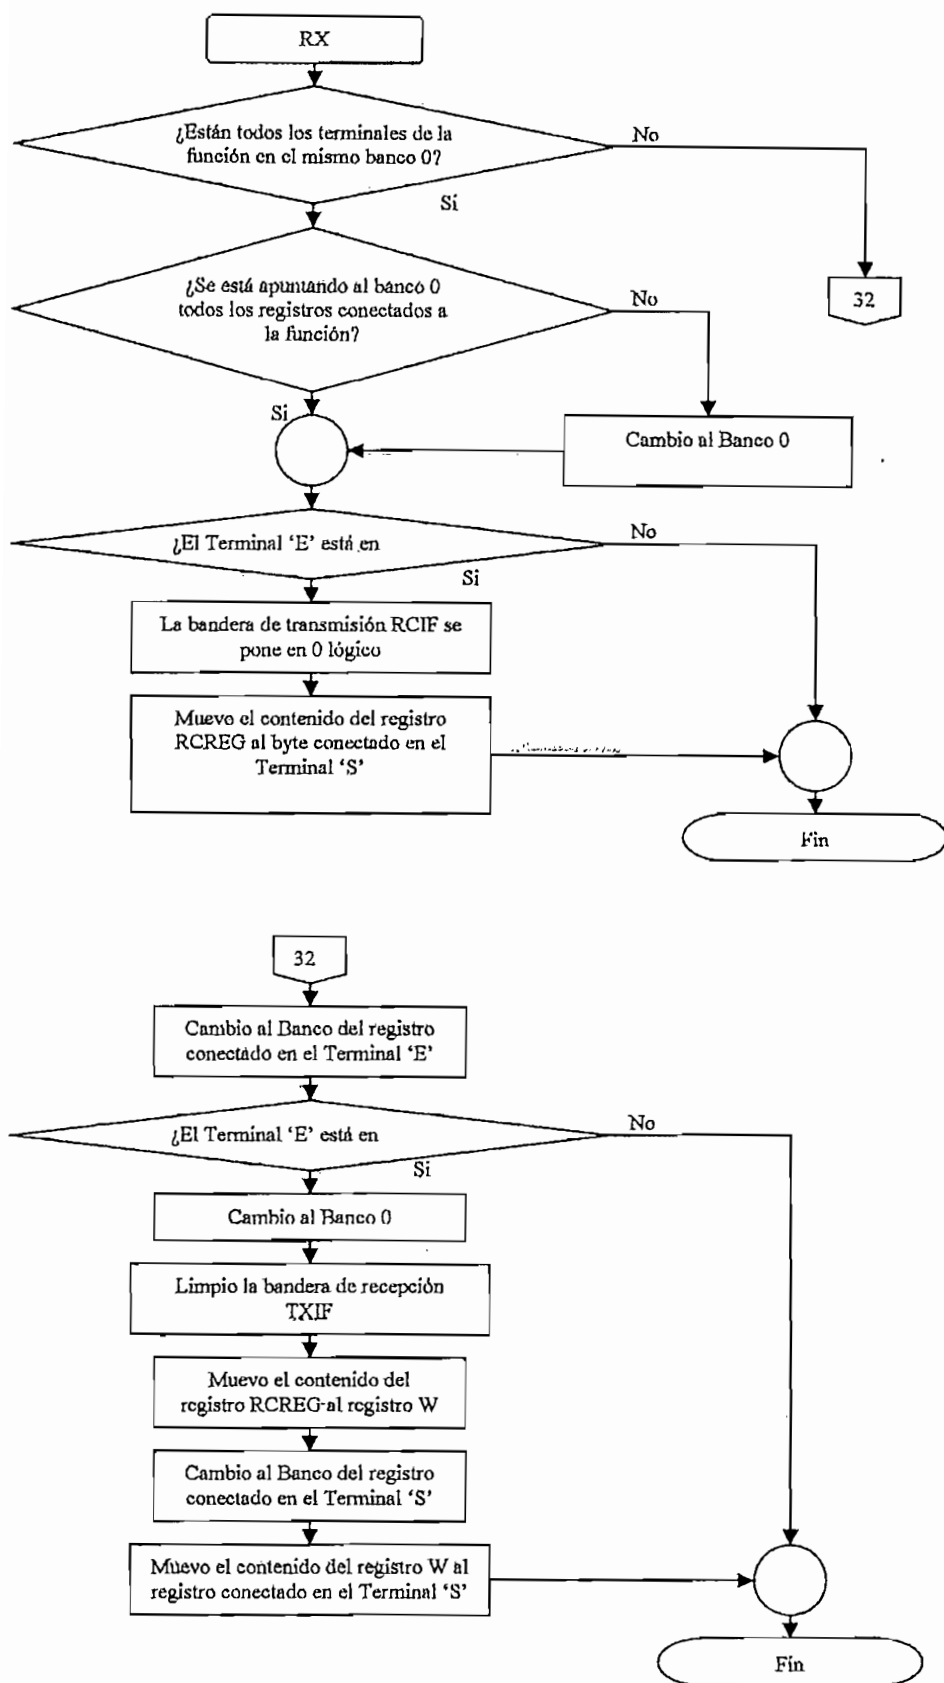 RX
¿Están todos los terminales de la
función en el mismo banco 0?
No
Sí
¿Se está apuntando al banco 0
todos los registros conectados a
la función?
No
32
Si
Cambio al Banco 0
¿El Terminal ‘E’ está en
No
Si
La bandera de transmisión RCIF se
pone en 0 lógico
Muevo el contenido del registro
RCREG al byte conectado en el
Terminal ‘S’
Fin
32
Cambio al Banco del registro
conectado en el Terminal ‘E’
¿El Terminal ‘E’ está en
No
Si
Cambio al Banco 0
Limpio la bandera de recepción
TXIF
Muevo el contenido del
registro RCREG al registro W
Cambio al Banco del registro
conectado en el Terminal ‘S’
Muevo el contenido del registro W al
registro conectado en el Terminal ‘S’
Fin